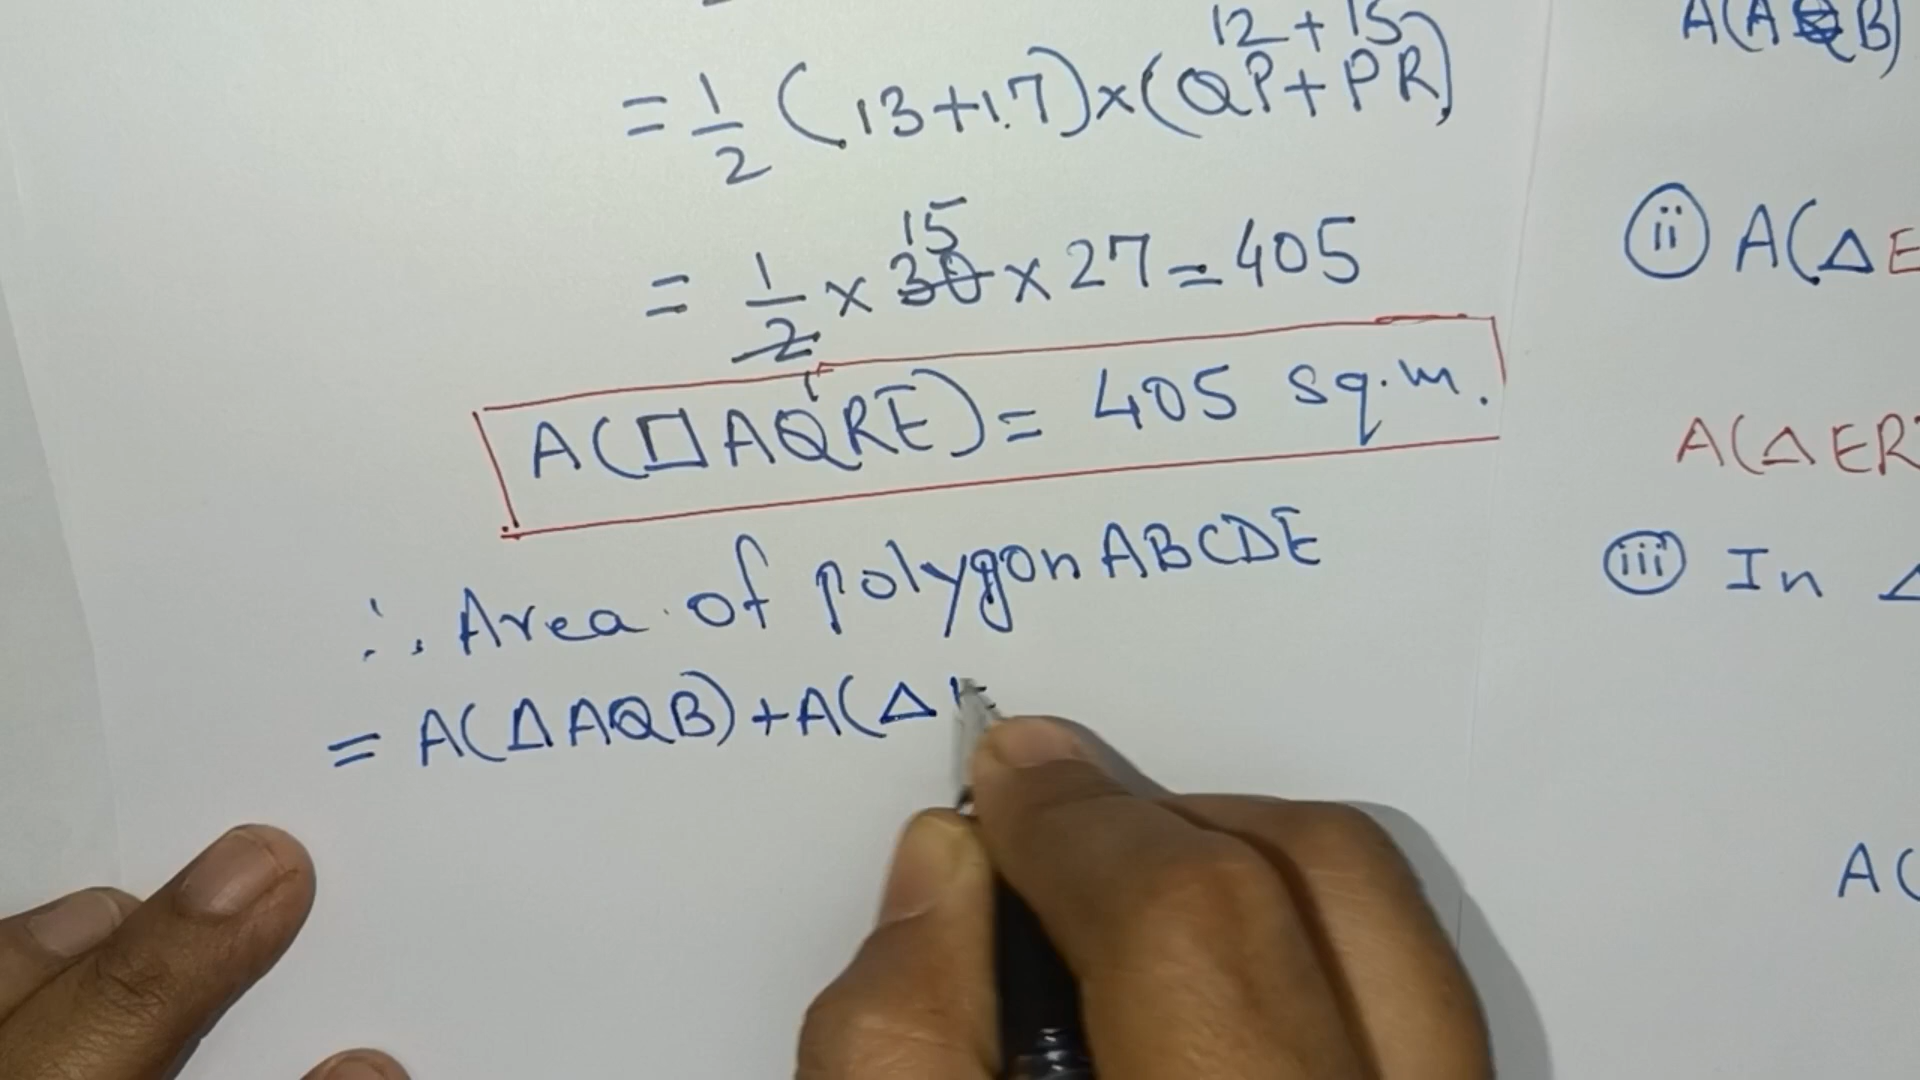 12 + 15
= 1/2 (13+17)×(QP+PR)
15
= 1/2 × 30 × 27 = 405
A(□AQRE) = 405 sq.m.
∴ Area of polygon ABCDE
= A(ΔAQB)+A(Δ
A(AQB)
ii A(ΔE
A(ΔER
iii In Δ
A(